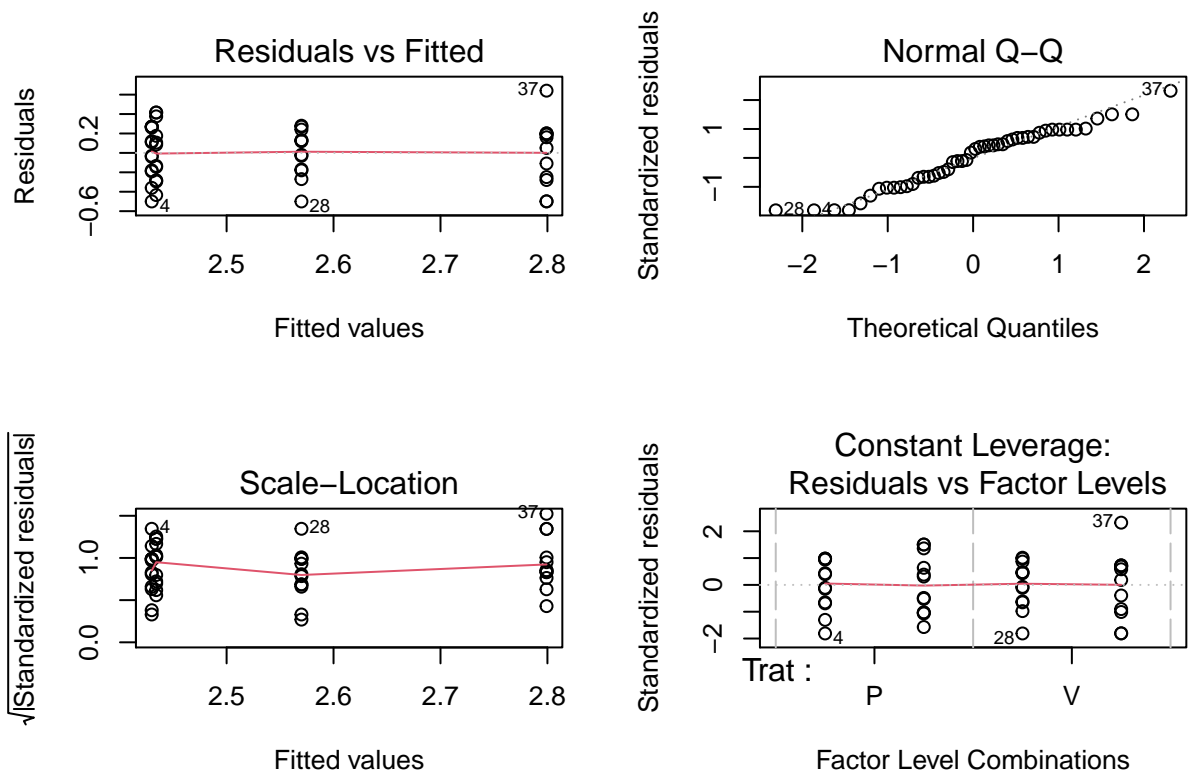 Residuals vs Fitted
Residuals
0.2
−0.6
37
4
28
2.5 2.6 2.7 2.8
Fitted values
Normal Q−Q
Standardized residuals
1
−1
37
28
4
−2 −1 0 1 2
Theoretical Quantiles
Scale−Location
√|Standardized residuals|
1.0
0.0
4
28
37
2.5 2.6 2.7 2.8
Fitted values
Constant Leverage:
Residuals vs Factor Levels
Standardized residuals
2
0
−2
37
4
28
Trat :
P V
Factor Level Combinations